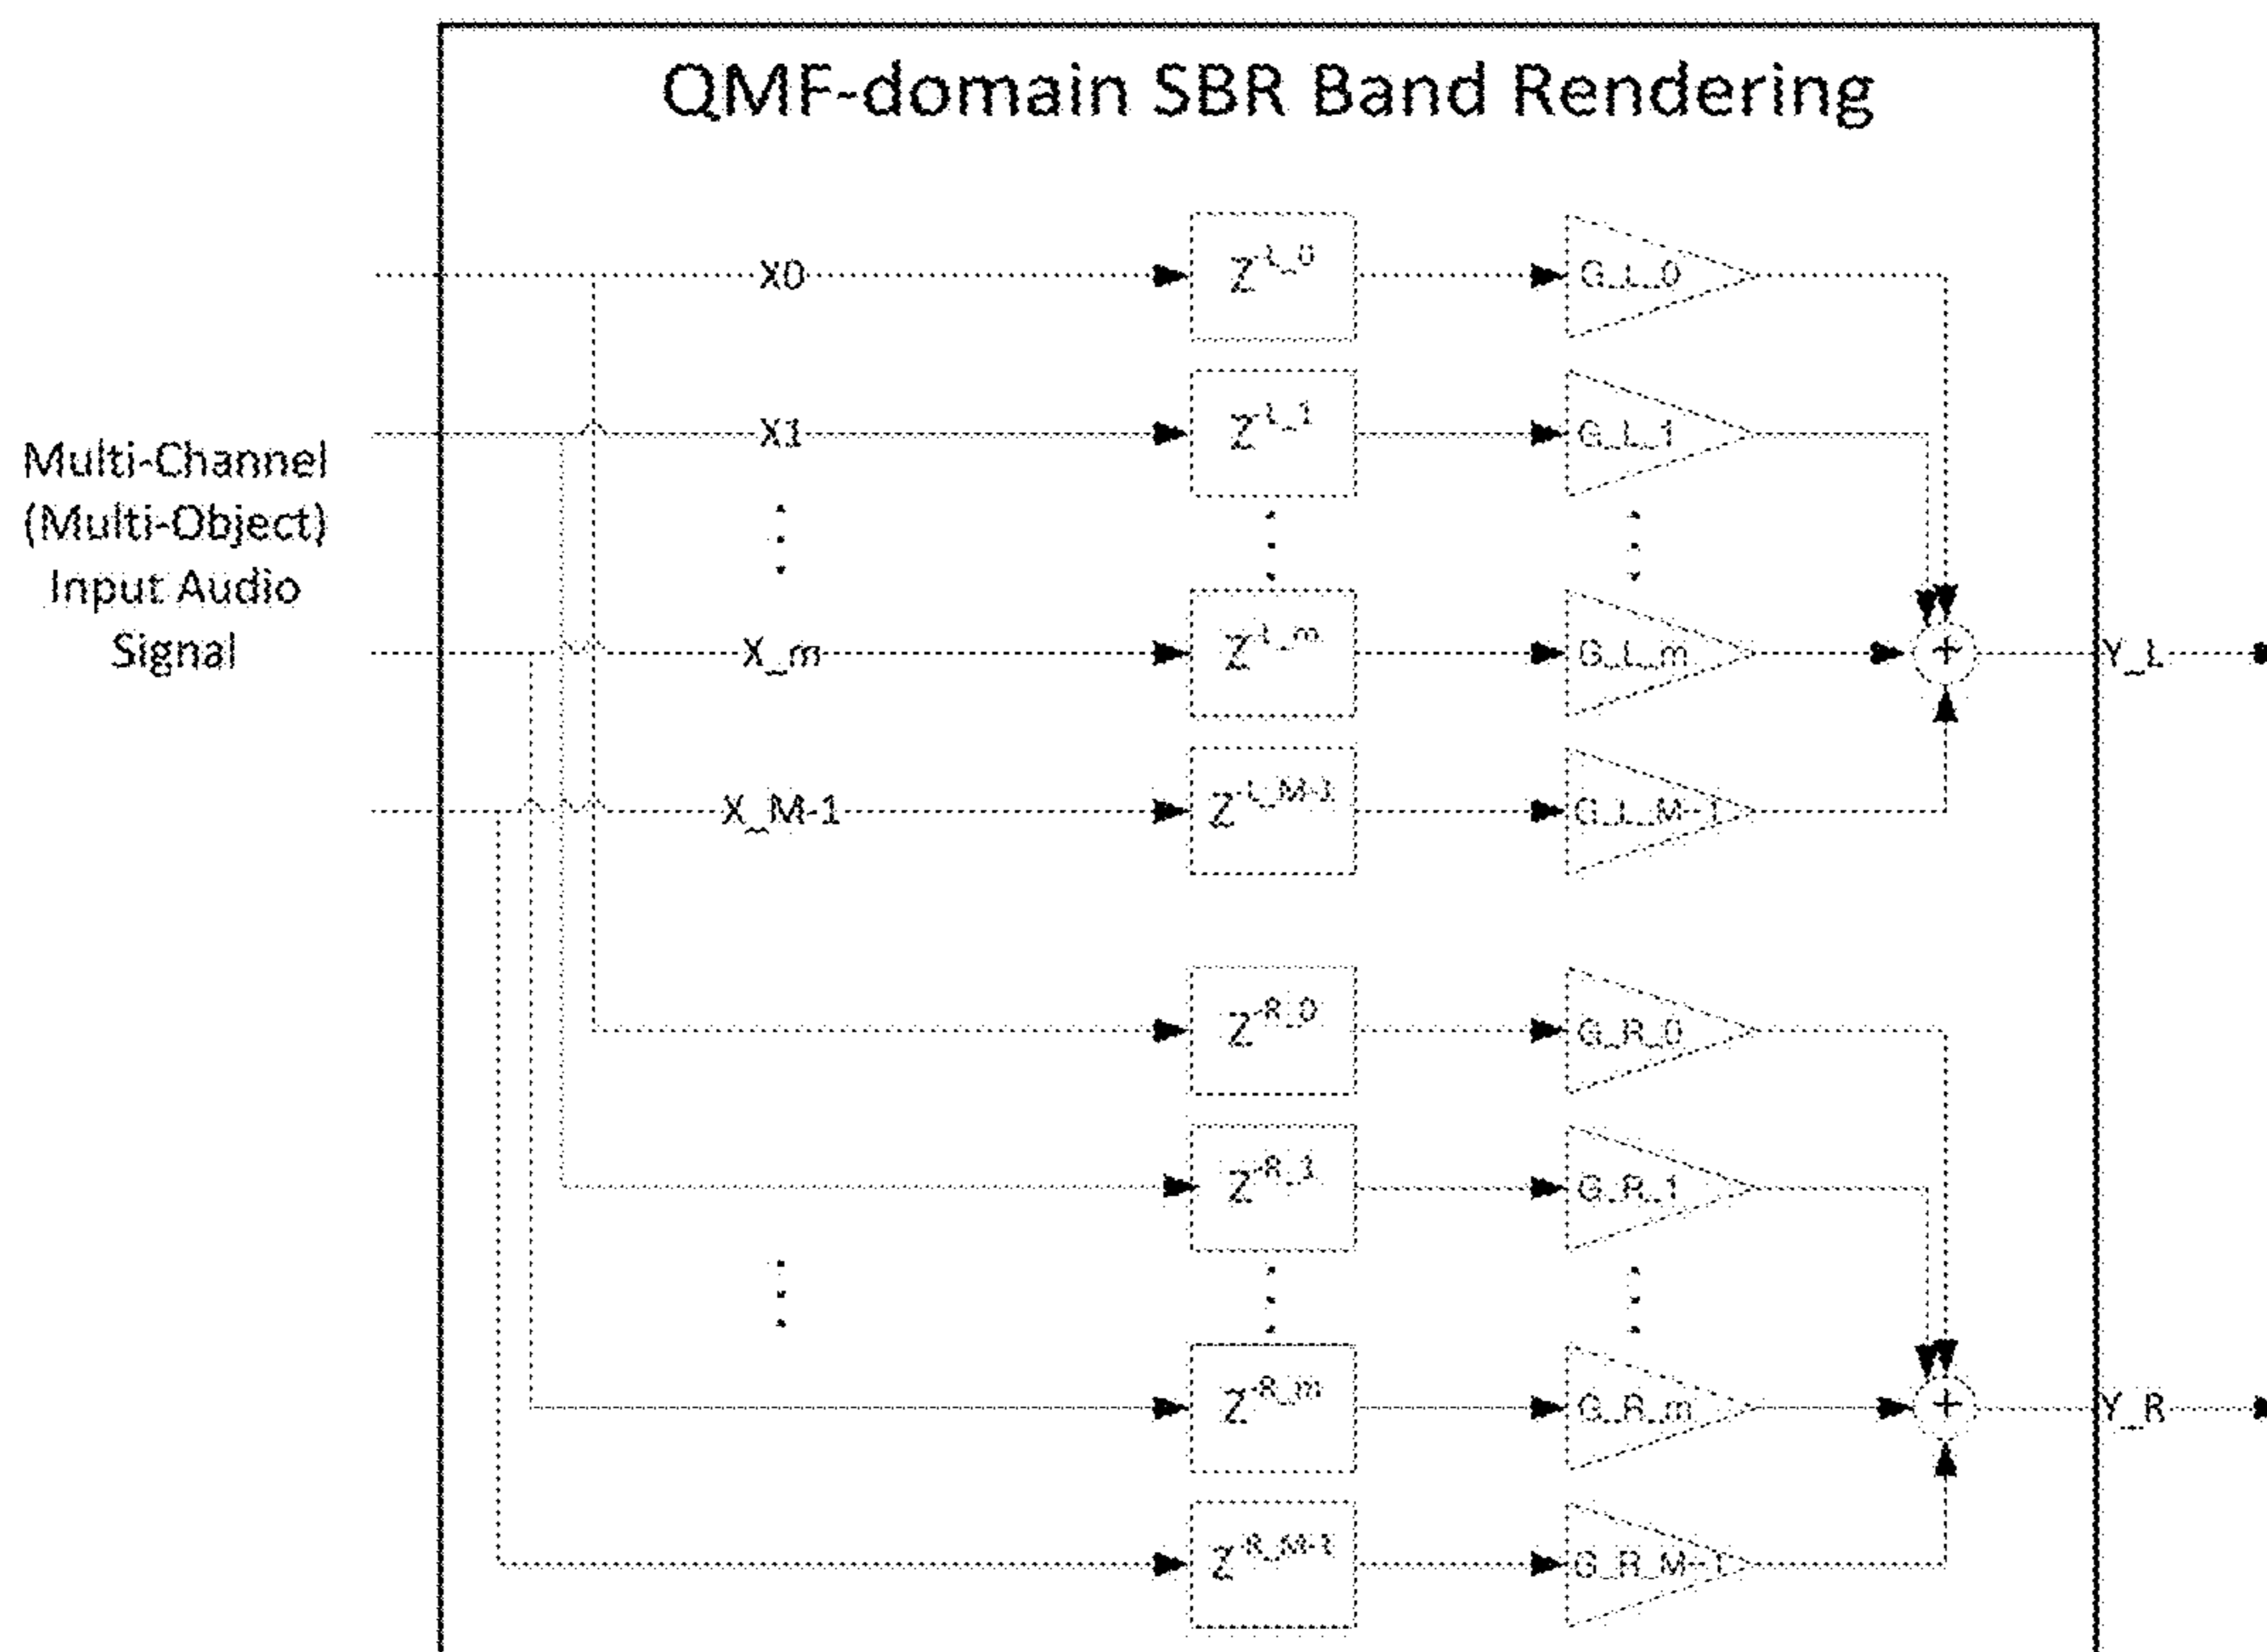 QMF-domain SBR Band Rendering
Multi-Channel
(Multi-Object)
Input Audio
Signal
X0
Z-L_0
G_L_0
X1
Z-L_1
G_L_1
X_m
Z-L_m
G_L_m
Y_L
X_M-1
Z-L_M-1
G_L_M-1
Z-R_0
G_R_0
Z-R_1
G_R_1
Z-R_m
G_R_m
Y_R
Z-R_M-1
G_R_M-1